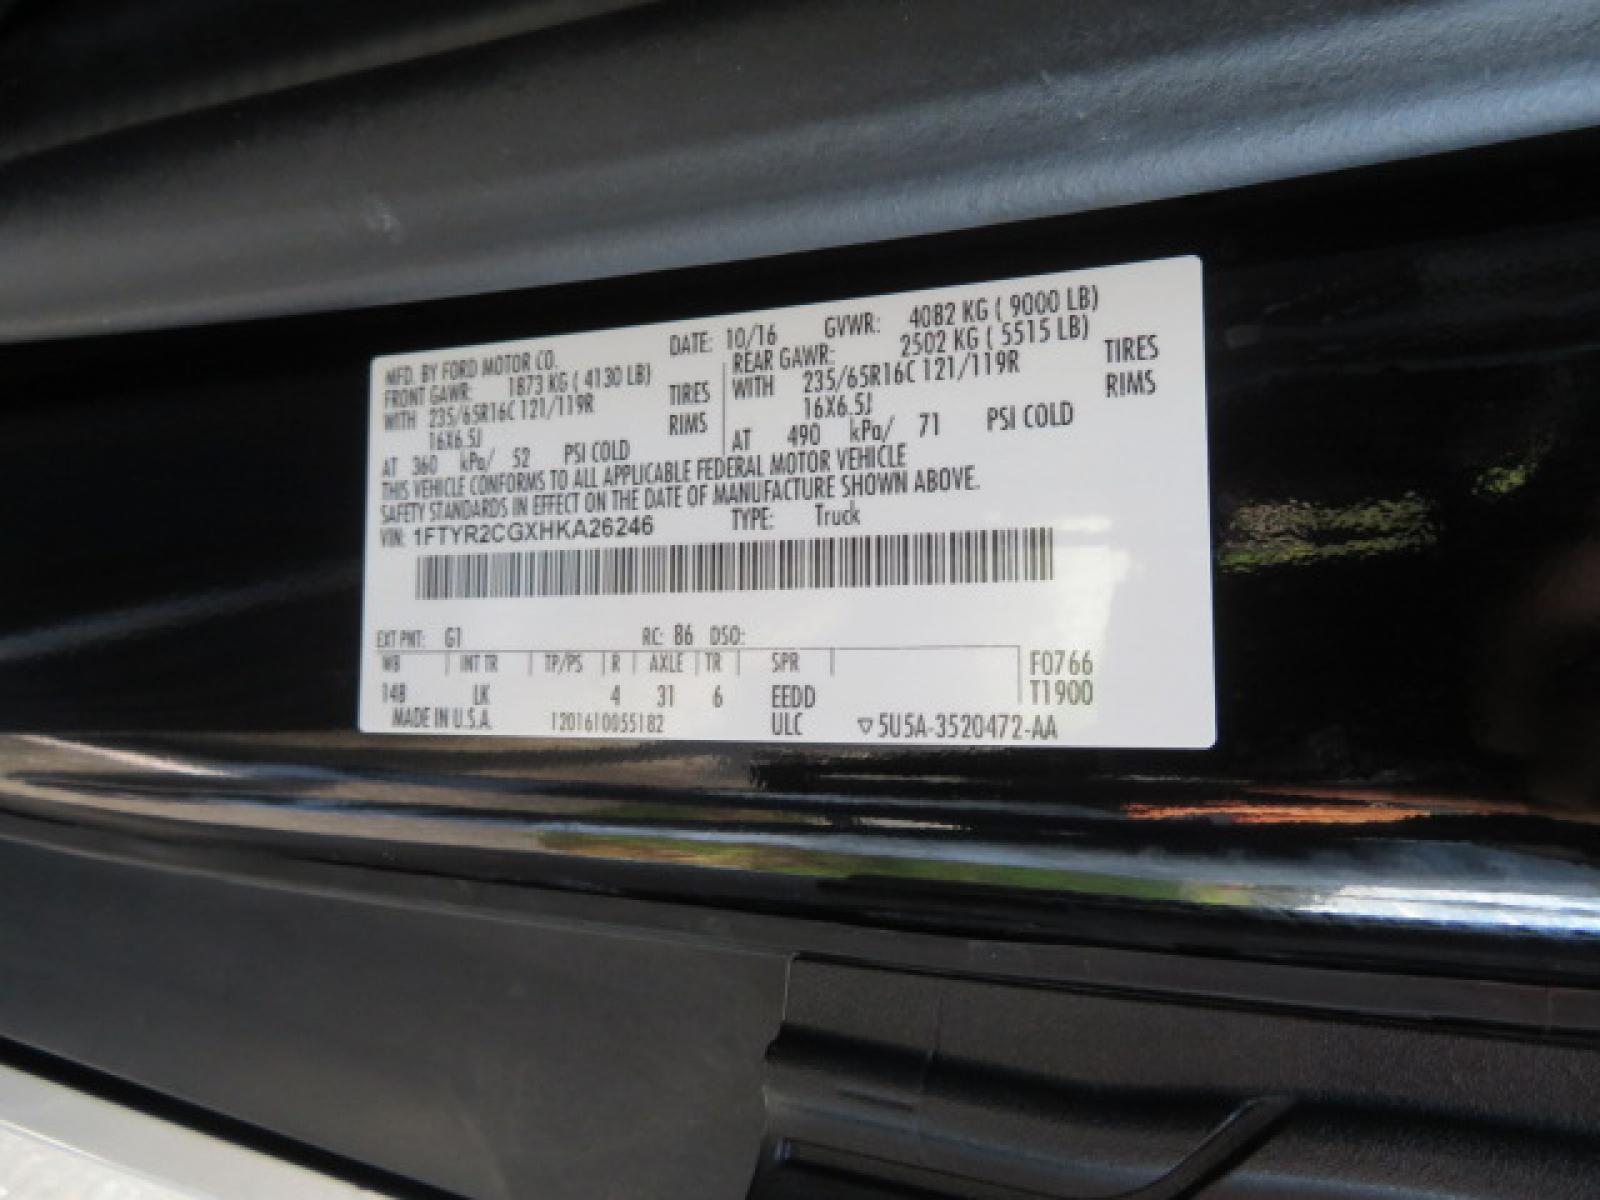 MFD. BY FORD MOTOR CO. DATE: 10/16 GVWR: 4082 KG ( 9000 LB)
FRONT GAWR: 1873 KG ( 4130 LB) REAR GAWR: 2502 KG ( 5515 LB)
WITH 235/65R16C 121/119R TIRES WITH 235/65R16C 121/119R TIRES
16X6.5J RIMS 16X6.5J RIMS
AT 360 kPa/ 52 PSI COLD AT 490 kPa/ 71 PSI COLD
THIS VEHICLE CONFORMS TO ALL APPLICABLE FEDERAL MOTOR VEHICLE
SAFETY STANDARDS IN EFFECT ON THE DATE OF MANUFACTURE SHOWN ABOVE.
VIN: 1FTYR2CGXHKA26246 TYPE: Truck
EXT PNT: G1 RC: 86 DSO:
WB INT TR TP/PS R AXLE TR SPR F0766
148 LK 4 31 6 EEDD T1900
MADE IN U.S.A. 1201610055182 ULC ▽5U5A-3520472-AA